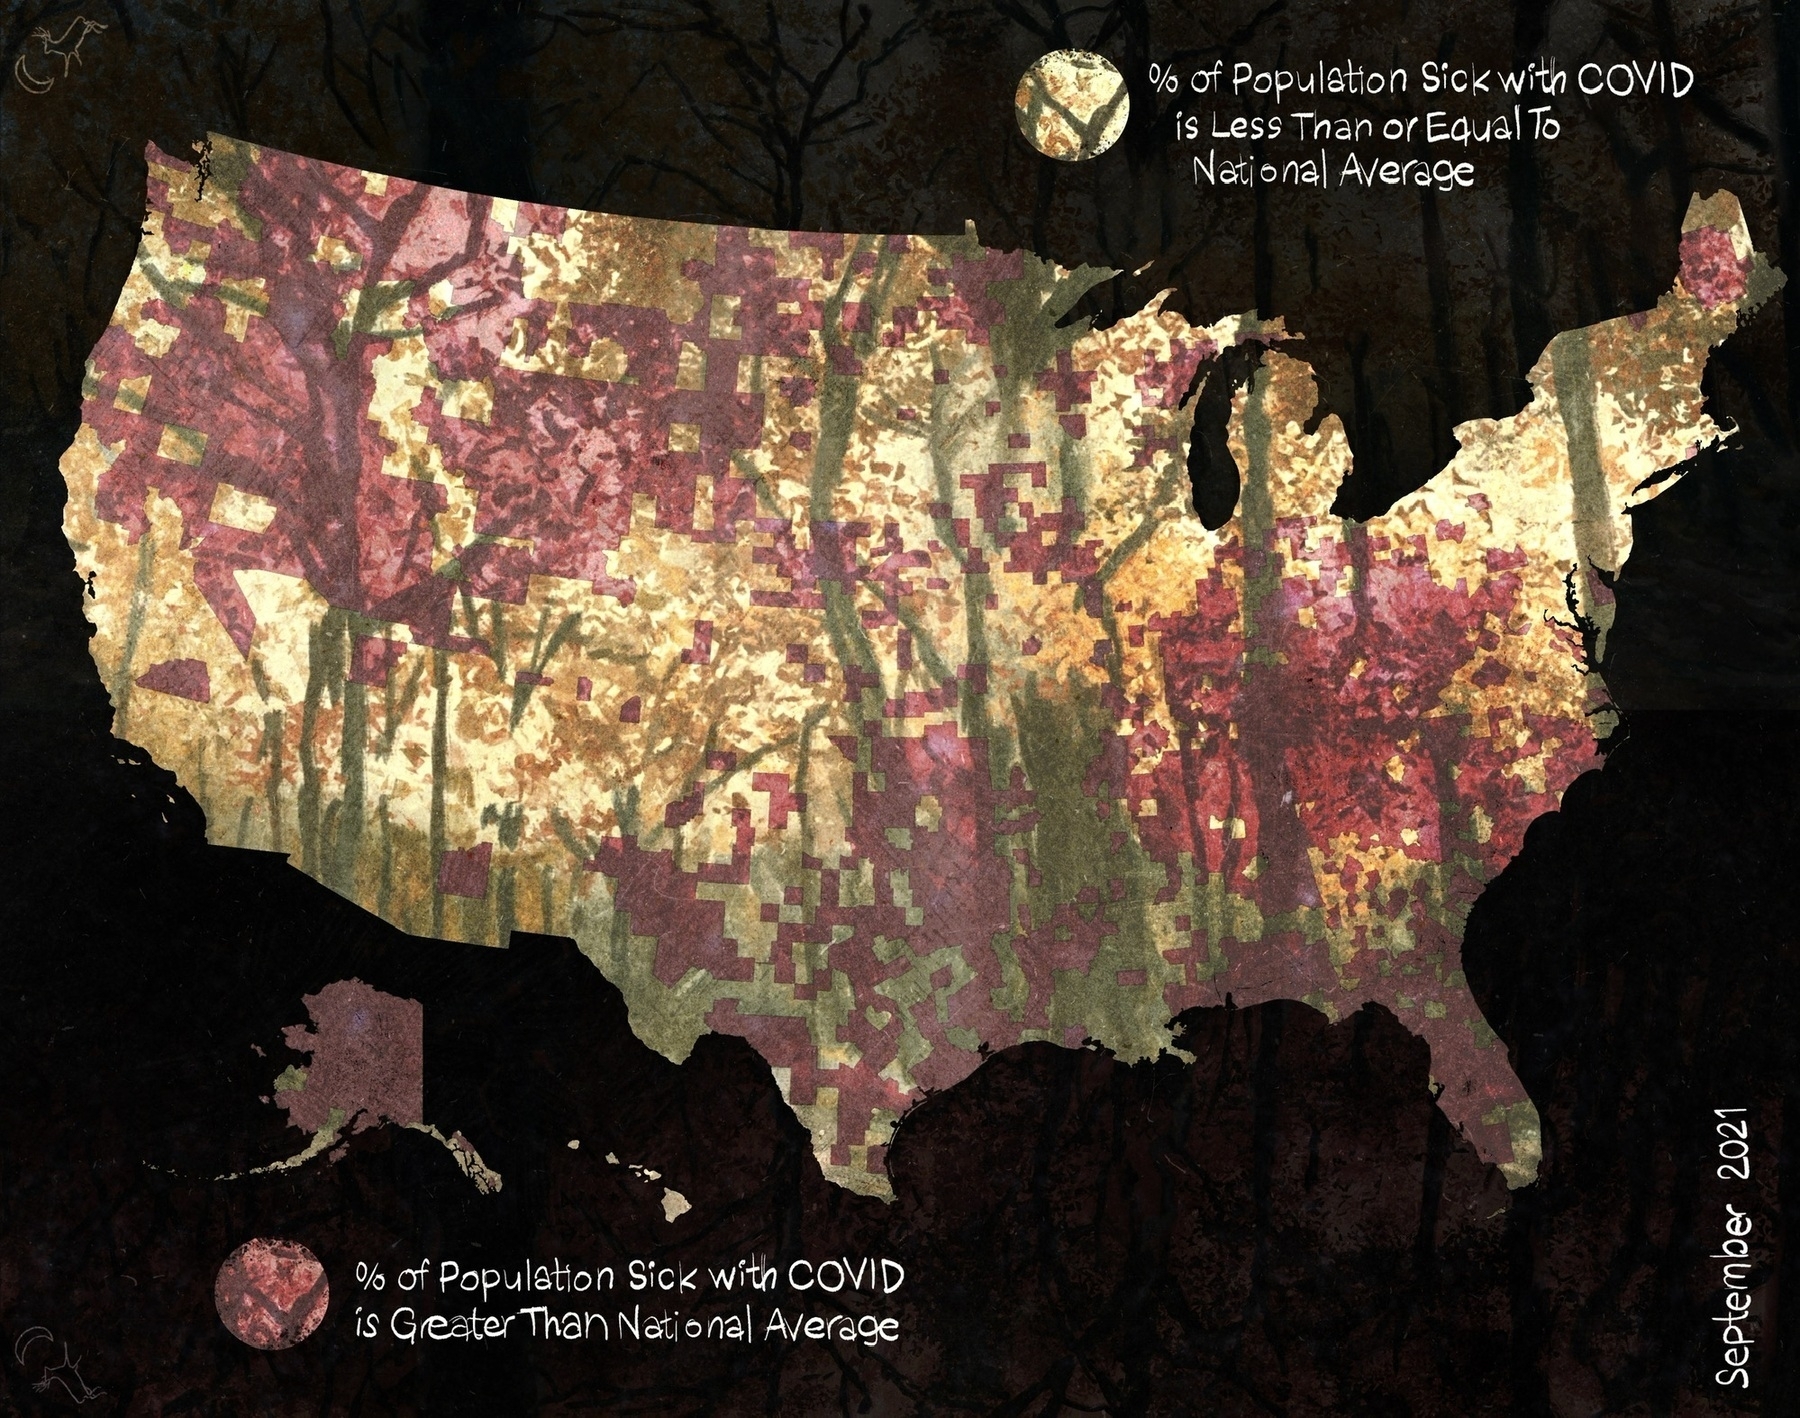 % of Population Sick with COVID
is Less Than or Equal To
National Average
% of Population Sick with COVID
is Greater Than National Average
September 2021